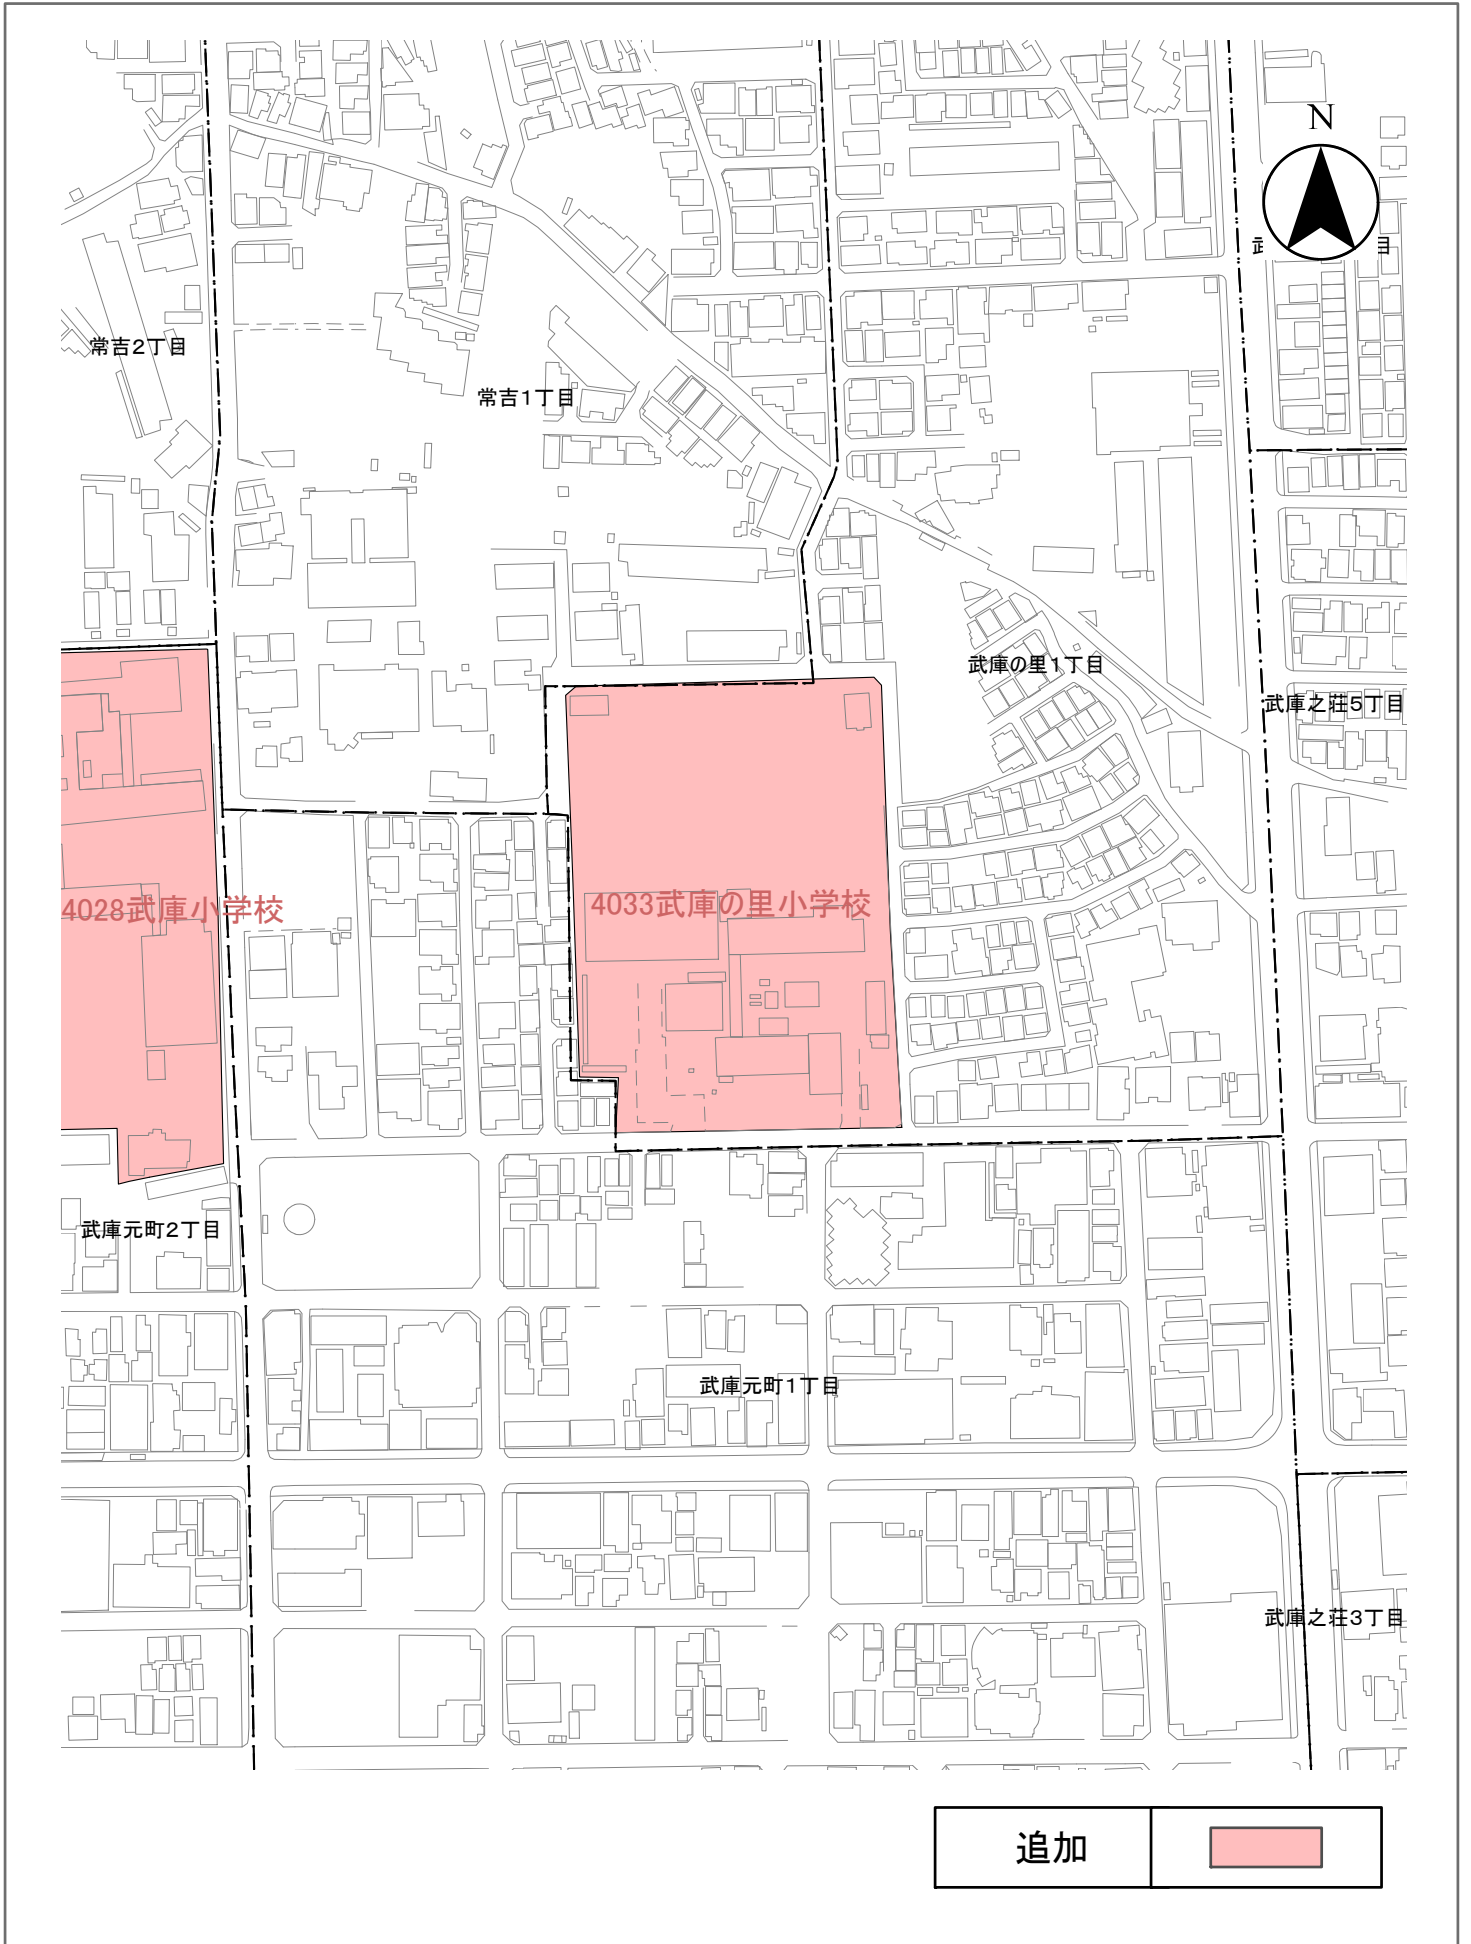 N
武 目
常吉2丁目
常吉1丁目
武庫の里1丁目
武庫之荘5丁目
4028武庫小学校
4033武庫の里小学校
武庫元町2丁目
武庫元町1丁目
武庫之荘3丁目
追加